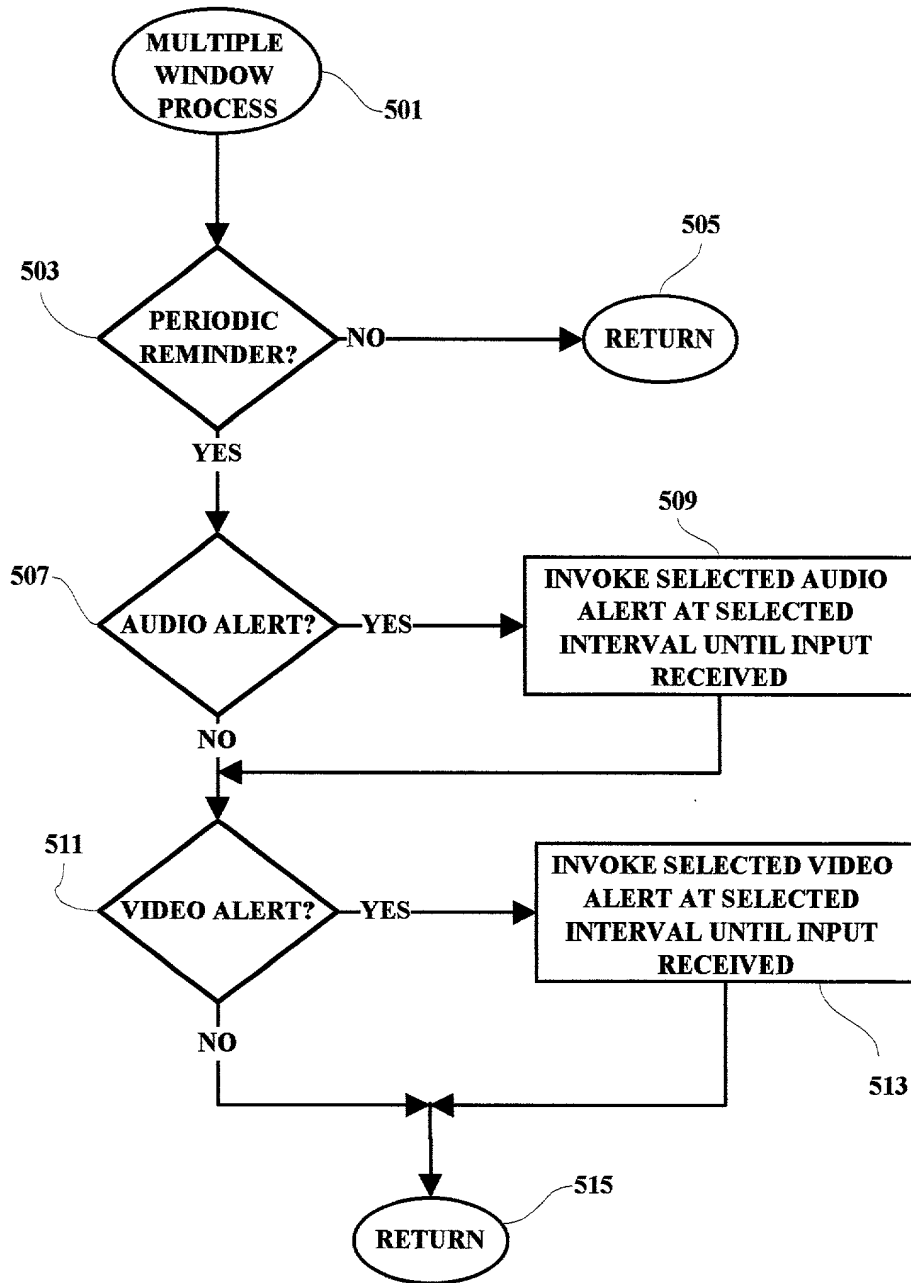 MULTIPLE
WINDOW
PROCESS
501
503
PERIODIC
REMINDER?
NO
505
RETURN
YES
507
AUDIO ALERT?
YES
509
INVOKE SELECTED AUDIO
ALERT AT SELECTED
INTERVAL UNTIL INPUT
RECEIVED
NO
511
VIDEO ALERT?
YES
INVOKE SELECTED VIDEO
ALERT AT SELECTED
INTERVAL UNTIL INPUT
RECEIVED
513
NO
515
RETURN